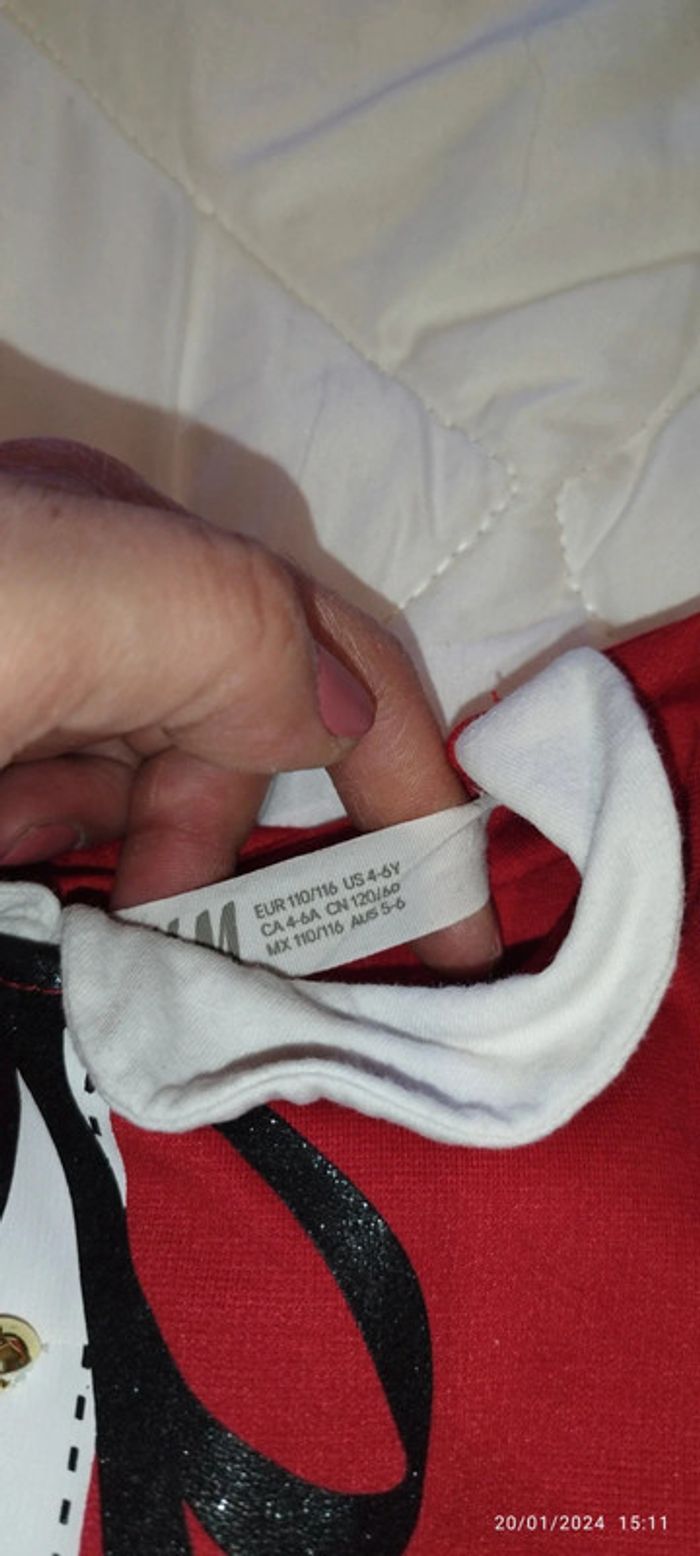 EUR 110/116 US 4-6Y
CA 4-6A CN 120/60
MX 110/116 AUS 5-6
20/01/2024 15:11